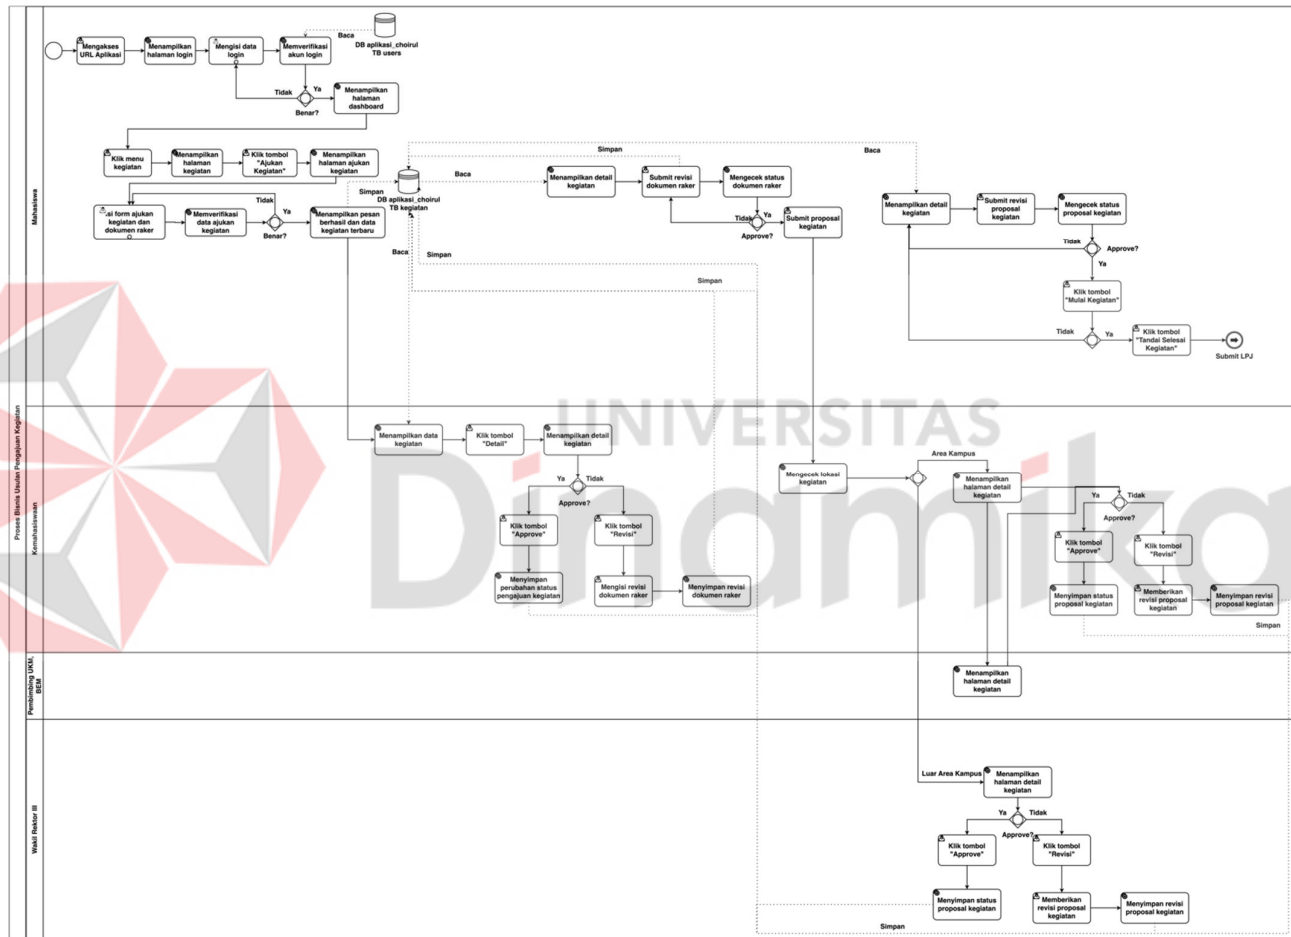 Proses Bisnis Usulan Pengajuan Kegiatan
Mahasiswa
Mengakses
URL Aplikasi
Menampilkan
halaman login
Mengisi data
login
Memverifikasi
akun login
Baca
DB aplikasi_choirul
TB users
Tidak
Ya
Benar?
Menampilkan
halaman
dashboard
Klik menu
kegiatan
Menampilkan
halaman
kegiatan
Klik tombol
"Ajukan
Kegiatan"
Menampilkan
halaman ajukan
kegiatan
.si form ajukan
kegiatan dan
dokumen raker
Memverifikasi
data ajukan
kegiatan
Tidak
Ya
Benar?
Menampilkan pesan
berhasil dan data
kegiatan terbaru
Simpan
DB aplikasi_choirul
TB kegiatan
Baca
Simpan
Baca
Simpan
Simpan
Menampilkan detail
kegiatan
Submit revisi
dokumen raker
Mengecek status
dokumen raker
Tidak
Ya
Approve?
Submit proposal
kegiatan
Baca
Menampilkan detail
kegiatan
Submit revisi
proposal
kegiatan
Mengecek status
proposal kegiatan
Tidak
Approve?
Ya
Klik tombol
"Mulai Kegiatan"
Tidak
Ya
Klik tombol
"Tandai Selesai
Kegiatan"
Submit LPJ
UNIVERSITAS
Dinamika
Kemahasiswaan
Menampilkan data
kegiatan
Klik tombol
"Detail"
Menampilkan detail
kegiatan
Ya
Tidak
Approve?
Klik tombol
"Approve"
Klik tombol
"Revisi"
Menyimpan
perubahan status
pengajuan kegiatan
Mengisi revisi
dokumen raker
Menyimpan revisi
dokumen raker
Mengecek lokasi
kegiatan
Area Kampus
Menampilkan
halaman detail
kegiatan
Ya
Tidak
Approve?
Klik tombol
"Approve"
Klik tombol
"Revisi"
Menyimpan status
proposal kegiatan
Memberikan
revisi proposal
kegiatan
Menyimpan revisi
proposal kegiatan
Simpan
Pembimbing UKM,
BEM
Menampilkan
halaman detail
kegiatan
Wakil Rektor III
Luar Area Kampus
Menampilkan
halaman detail
kegiatan
Ya
Tidak
Approve?
Klik tombol
"Approve"
Klik tombol
"Revisi"
Menyimpan status
proposal kegiatan
Memberikan
revisi proposal
kegiatan
Menyimpan revisi
proposal kegiatan
Simpan